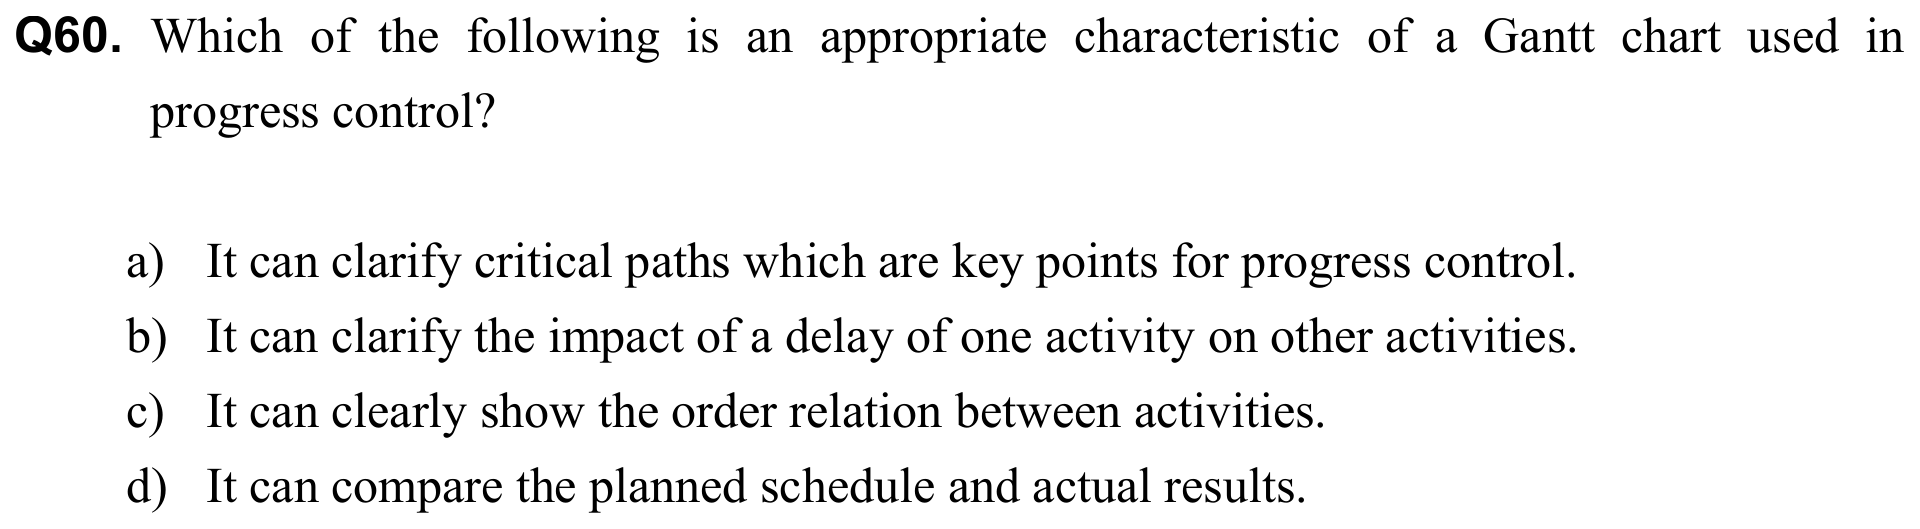 Q60. Which of the following is an appropriate characteristic of a Gantt chart used in
progress control?
a) It can clarify critical paths which are key points for progress control.
b) It can clarify the impact of a delay of one activity on other activities.
c) It can clearly show the order relation between activities.
d) It can compare the planned schedule and actual results.